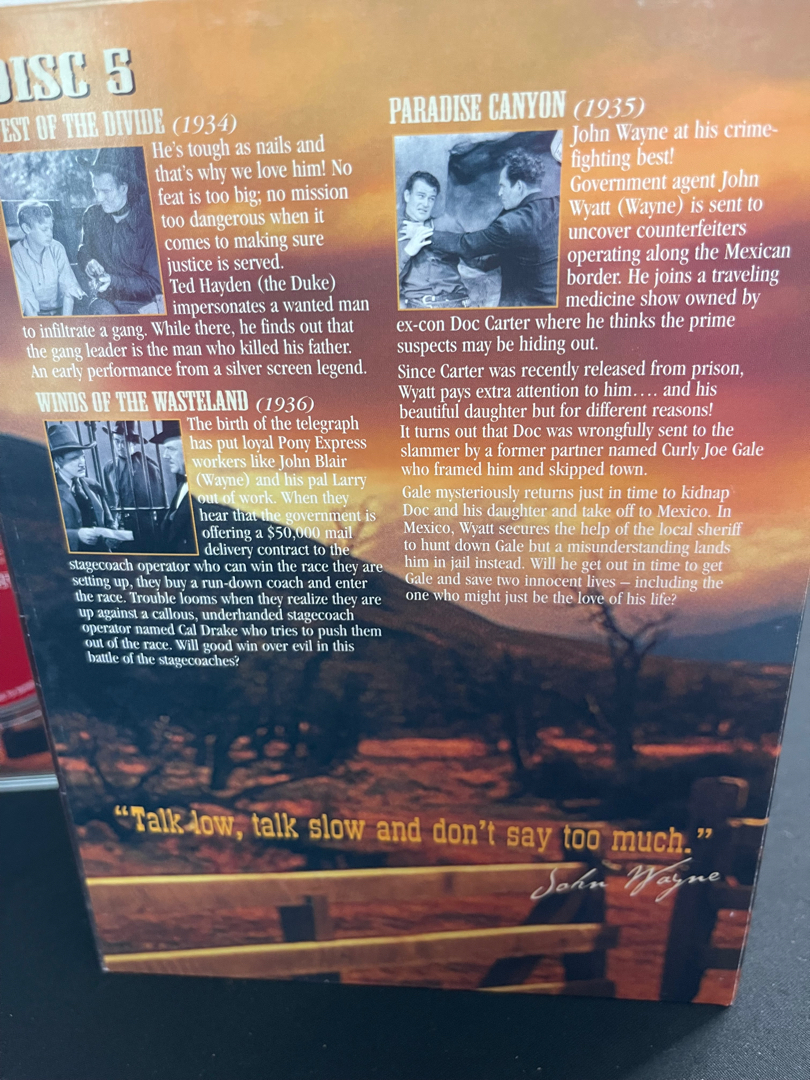 DISC 5
EST OF THE DIVIDE (1934)
He's tough as nails and
that's why we love him! No
feat is too big; no mission
too dangerous when it
comes to making sure
justice is served.
Ted Hayden (the Duke)
impersonates a wanted man
to infiltrate a gang. While there, he finds out that
the gang leader is the man who killed his father.
An early performance from a silver screen legend.
WINDS OF THE WASTELAND (1936)
The birth of the telegraph
has put loyal Pony Express
workers like John Blair
(Wayne) and his pal Larry
out of work. When they
hear that the government is
offering a $50,000 mail
delivery contract to the
stagecoach operator who can win the race they are
setting up, they buy a run-down coach and enter
the race. Trouble looms when they realize they are
up against a callous, underhanded stagecoach
operator named Cal Drake who tries to push them
out of the race. Will good win over evil in this
battle of the stagecoaches?
PARADISE CANYON (1935)
John Wayne at his crime-
fighting best!
Government agent John
Wyatt (Wayne) is sent to
uncover counterfeiters
operating along the Mexican
border. He joins a traveling
medicine show owned by
ex-con Doc Carter where he thinks the prime
suspects may be hiding out.
Since Carter was recently released from prison,
Wyatt pays extra attention to him.... and his
beautiful daughter but for different reasons!
It turns out that Doc was wrongfully sent to the
slammer by a former partner named Curly Joe Gale
who framed him and skipped town.
Gale mysteriously returns just in time to kidnap
Doc and his daughter and take off to Mexico. In
Mexico, Wyatt secures the help of the local sheriff
to hunt down Gale but a misunderstanding lands
him in jail instead. Will he get out in time to get
Gale and save two innocent lives – including the
one who might just be the love of his life?
"Talk low, talk slow and don't say too much."
John Wayne